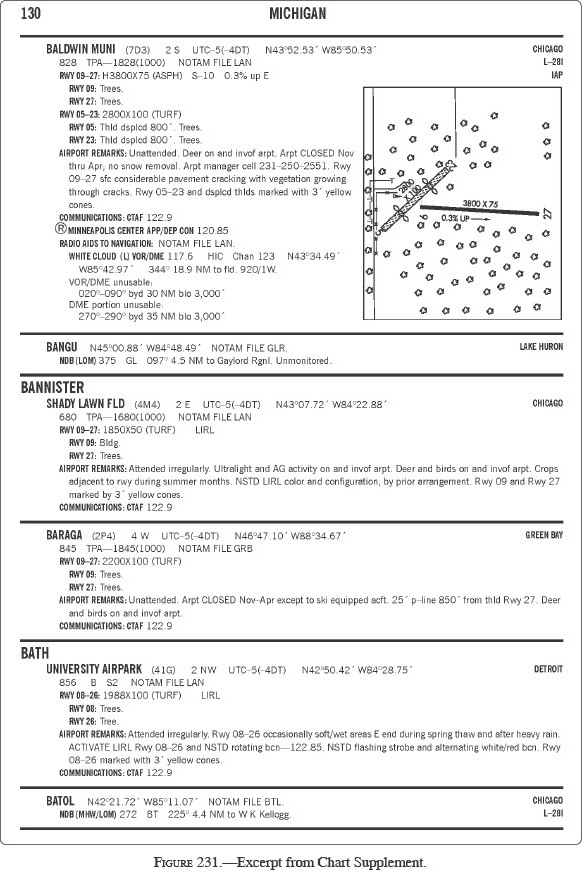 130 MICHIGAN
BALDWIN MUNI (7D3) 2 S UTC–5(–4DT) N43°52.53´ W85°50.53´ CHICAGO
828 TPA—1828(1000) NOTAM FILE LAN L–28I
RWY 09–27: H3800X75 (ASPH) S–10 0.3% up E IAP
RWY 09: Trees.
RWY 27: Trees.
RWY 05–23: 2800X100 (TURF)
RWY 05: Thld dsplcd 800´. Trees.
RWY 23: Thld dsplcd 800´. Trees.
AIRPORT REMARKS: Unattended. Deer on and invof arpt. Arpt CLOSED Nov
thru Apr, no snow removal. Arpt manager cell 231–250–2551. Rwy
09–27 sfc considerable pavement cracking with vegetation growing
through cracks. Rwy 05–23 and dsplcd thlds marked with 3´ yellow
cones.
COMMUNICATIONS: CTAF 122.9
Ⓡ MINNEAPOLIS CENTER APP/DEP CON 120.85
RADIO AIDS TO NAVIGATION: NOTAM FILE LAN.
WHITE CLOUD (L) VOR/DME 117.6 HIC Chan 123 N43°34.49´
W85°42.97´ 344° 18.9 NM to fld. 920/1W.
VOR/DME unusable:
020°–090° byd 30 NM blo 3,000´
DME portion unusable:
270°–290° byd 35 NM blo 3,000´
2800 X 100
3800 X 75
0.3% UP
9
27
BANGU N45°00.88´ W84°48.49´ NOTAM FILE GLR. LAKE HURON
NDB (LOM) 375 GL 097° 4.5 NM to Gaylord Rgnl. Unmonitored.
BANNISTER
SHADY LAWN FLD (4M4) 2 E UTC–5(–4DT) N43°07.72´ W84°22.88´ CHICAGO
680 TPA—1680(1000) NOTAM FILE LAN
RWY 09–27: 1850X50 (TURF) LIRL
RWY 09: Bldg.
RWY 27: Trees.
AIRPORT REMARKS: Attended irregularly. Ultralight and AG activity on and invof arpt. Deer and birds on and invof arpt. Crops
adjacent to rwy during summer months. NSTD LIRL color and configuration, by prior arrangement. Rwy 09 and Rwy 27
marked by 3´ yellow cones.
COMMUNICATIONS: CTAF 122.9
BARAGA (2P4) 4 W UTC–5(–4DT) N46°47.10´ W88°34.67´ GREEN BAY
845 TPA—1845(1000) NOTAM FILE GRB
RWY 09–27: 2200X100 (TURF)
RWY 09: Trees.
RWY 27: Trees.
AIRPORT REMARKS: Unattended. Arpt CLOSED Nov–Apr except to ski equipped acft. 25´ p–line 850´ from thld Rwy 27. Deer
and birds on and invof arpt.
COMMUNICATIONS: CTAF 122.9
BATH
UNIVERSITY AIRPARK (41G) 2 NW UTC–5(–4DT) N42°50.42´ W84°28.75´ DETROIT
856 B S2 NOTAM FILE LAN
RWY 08–26: 1988X100 (TURF) LIRL
RWY 08: Trees.
RWY 26: Tree.
AIRPORT REMARKS: Attended irregularly. Rwy 08–26 occasionally soft/wet areas E end during spring thaw and after heavy rain.
ACTIVATE LIRL Rwy 08–26 and NSTD rotating bcn—122.85. NSTD flashing strobe and alternating white/red bcn. Rwy
08–26 marked with 3´ yellow cones.
COMMUNICATIONS: CTAF 122.9
BATOL N42°21.72´ W85°11.07´ NOTAM FILE BTL. CHICAGO
NDB (MHW/LOM) 272 BT 225° 4.4 NM to W K Kellogg. L–28I
FIGURE 231.—Excerpt from Chart Supplement.